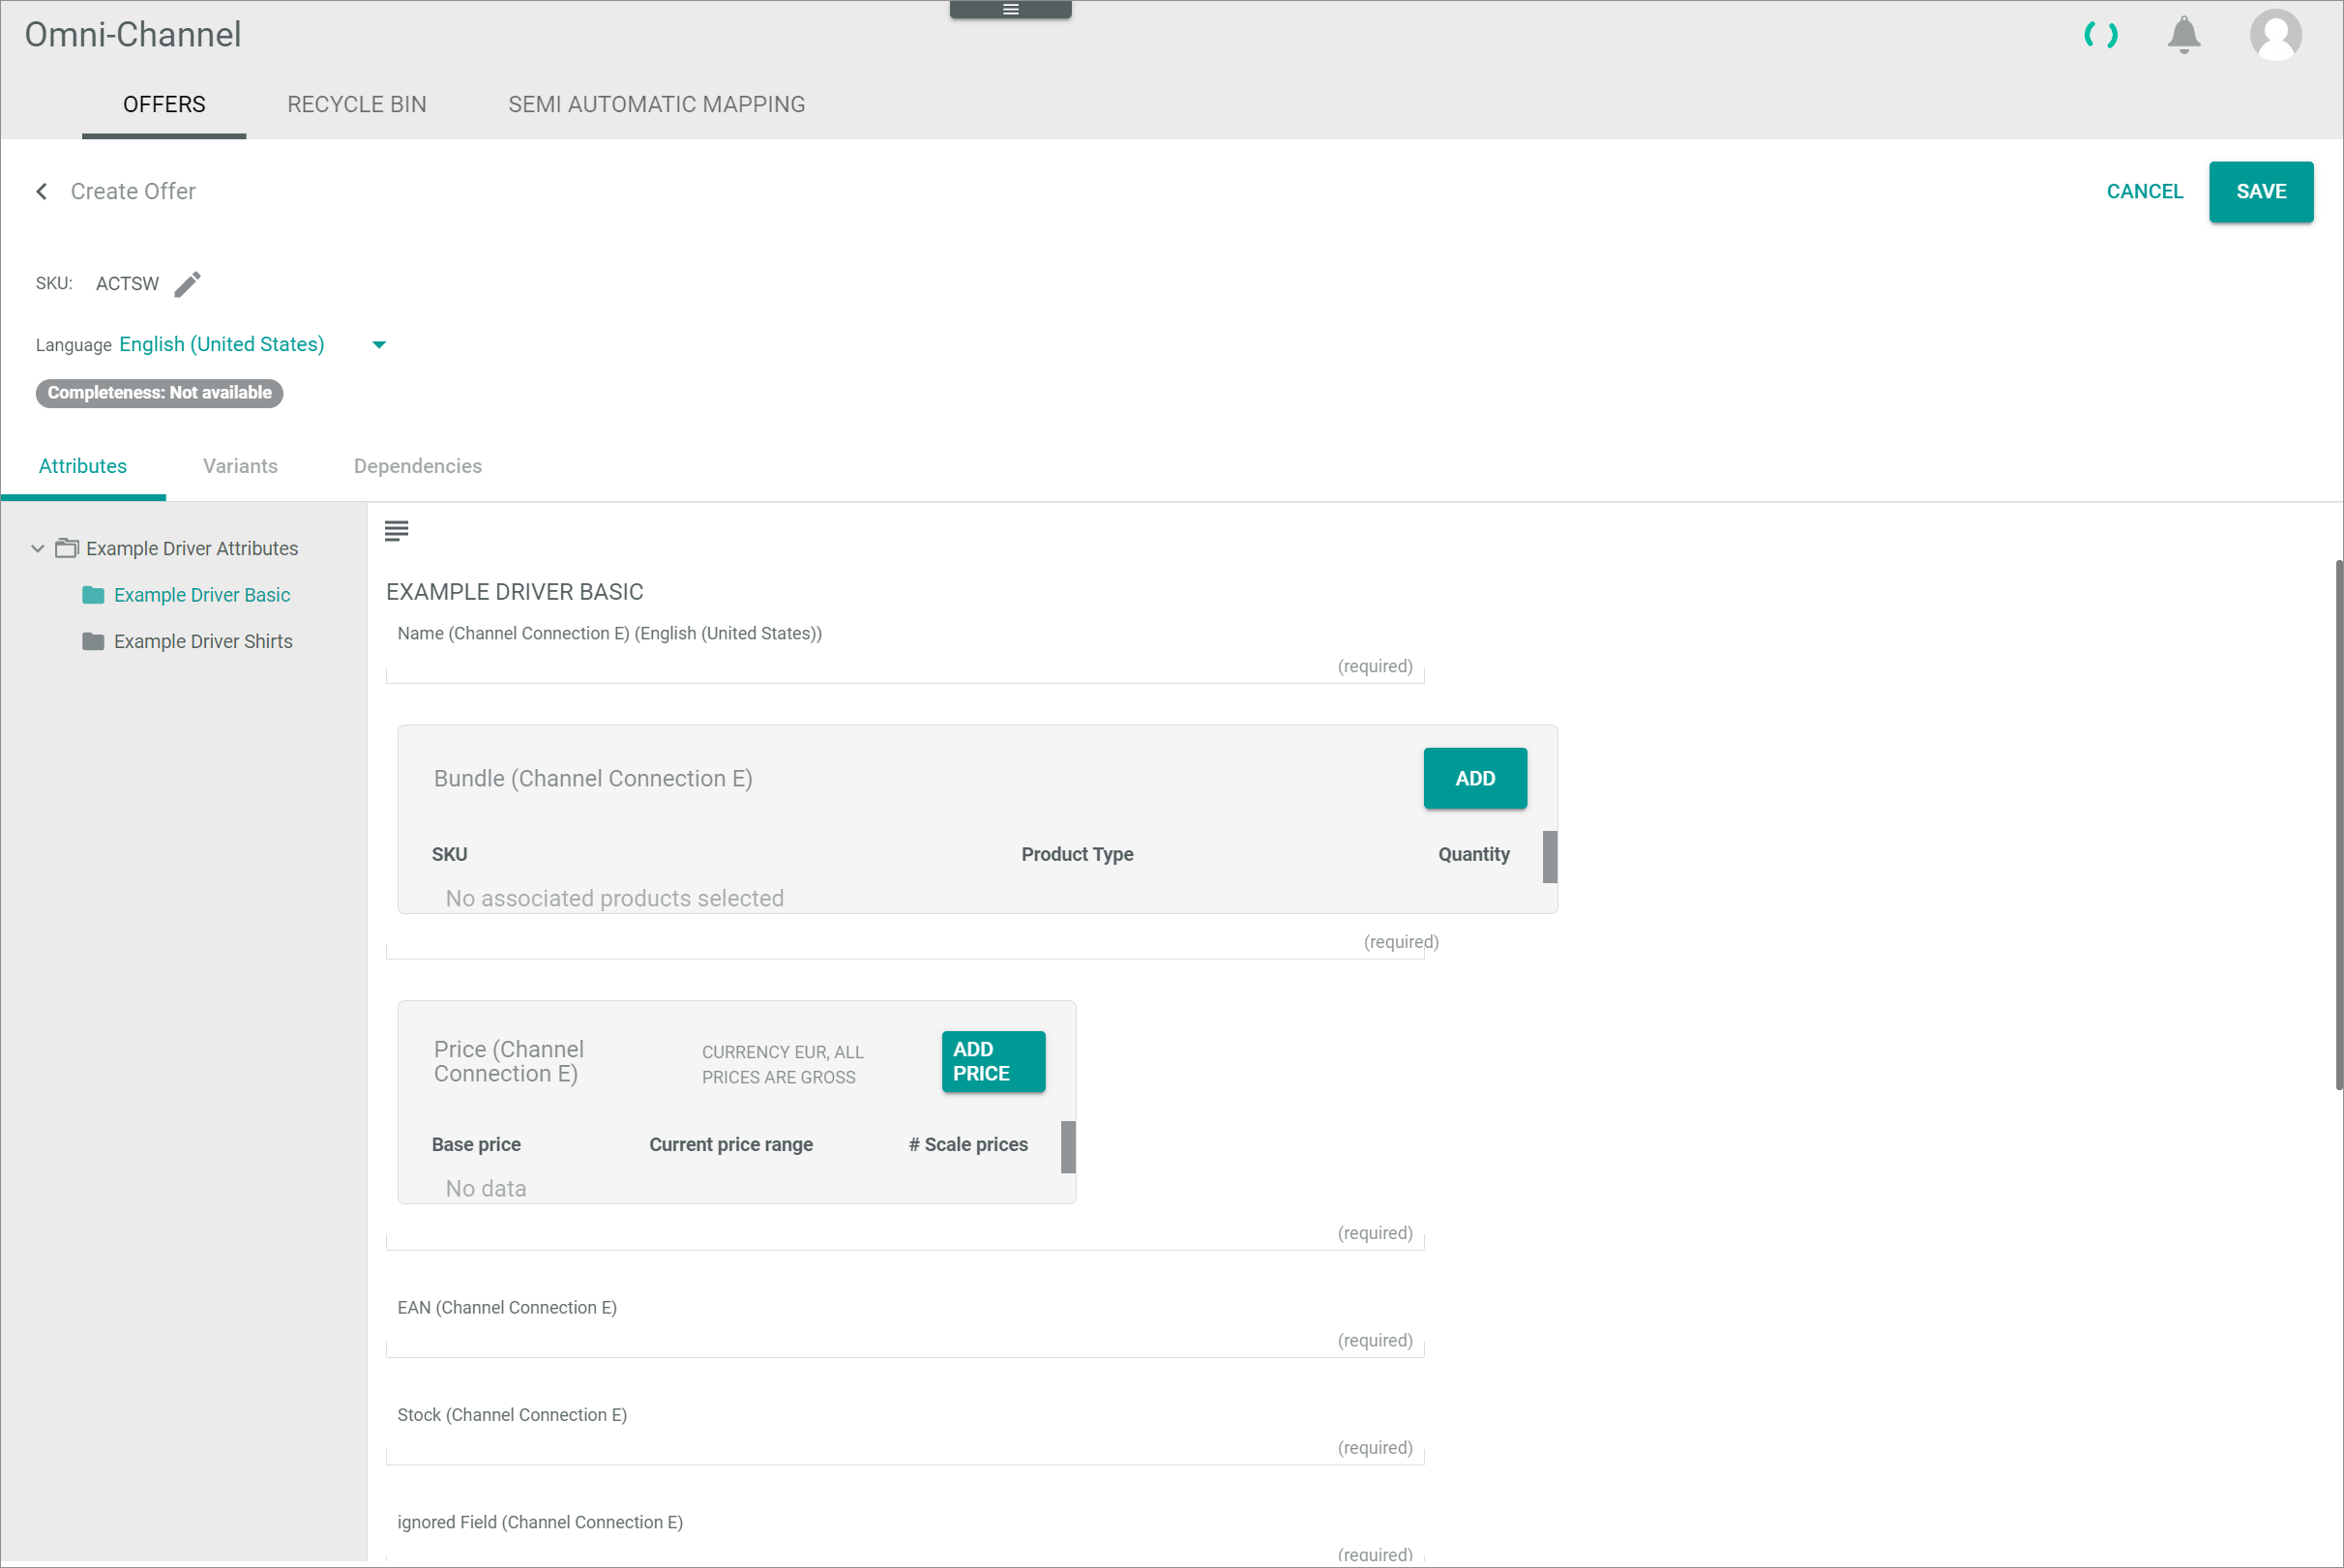 Omni-Channel
OFFERS RECYCLE BIN SEMI AUTOMATIC MAPPING
Create Offer CANCEL SAVE
SKU: ACTSW
Language English (United States)
Completeness: Not available
Attributes Variants Dependencies
Example Driver Attributes
Example Driver Basic
Example Driver Shirts
EXAMPLE DRIVER BASIC
Name (Channel Connection E) (English (United States))
(required)
Bundle (Channel Connection E) ADD
SKU Product Type Quantity
No associated products selected
(required)
Price (Channel
Connection E)
CURRENCY EUR, ALL
PRICES ARE GROSS
ADD
PRICE
Base price Current price range # Scale prices
No data
(required)
EAN (Channel Connection E)
(required)
Stock (Channel Connection E)
(required)
ignored Field (Channel Connection E)
(required)